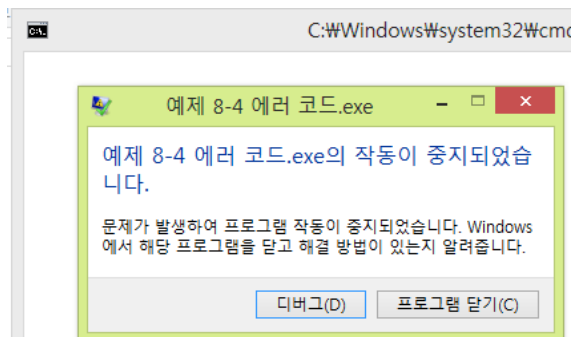 C:\Windows\system32\cmd
예제 8-4 에러 코드.exe
예제 8-4 에러 코드.exe의 작동이 중지되었습
니다.
문제가 발생하여 프로그램 작동이 중지되었습니다. Windows
에서 해당 프로그램을 닫고 해결 방법이 있는지 알려줍니다.
디버그(D)
프로그램 닫기(C)